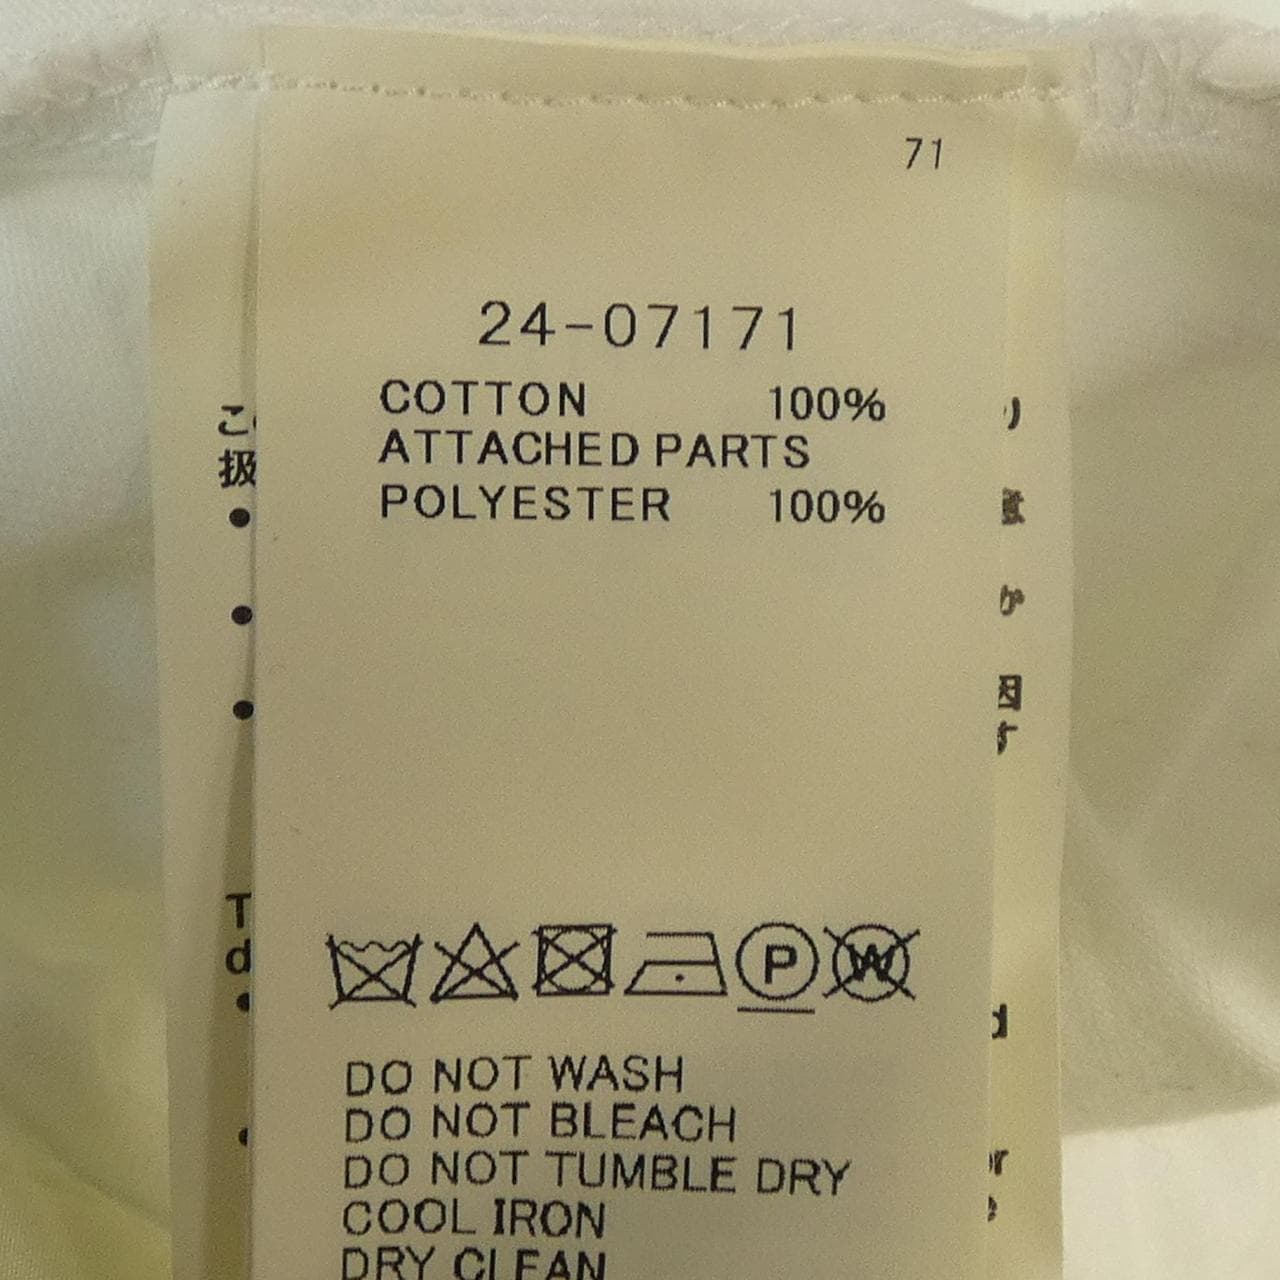 71
24-07171
COTTON 100%
ATTACHED PARTS
POLYESTER 100%
P W
DO NOT WASH
DO NOT BLEACH
DO NOT TUMBLE DRY
COOL IRON
DRY CLEAN